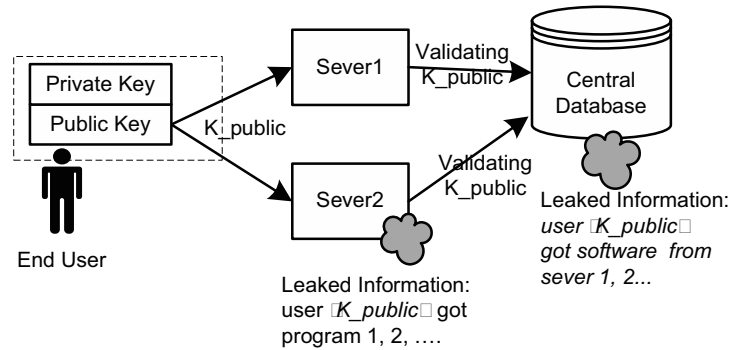 Private Key
Public Key
End User
K_public
Sever1
Sever2
Validating
K_public
Validating
K_public
Central
Database
Leaked Information:
user K_public got
program 1, 2, ….
Leaked Information:
user K_public
got software from
sever 1, 2...